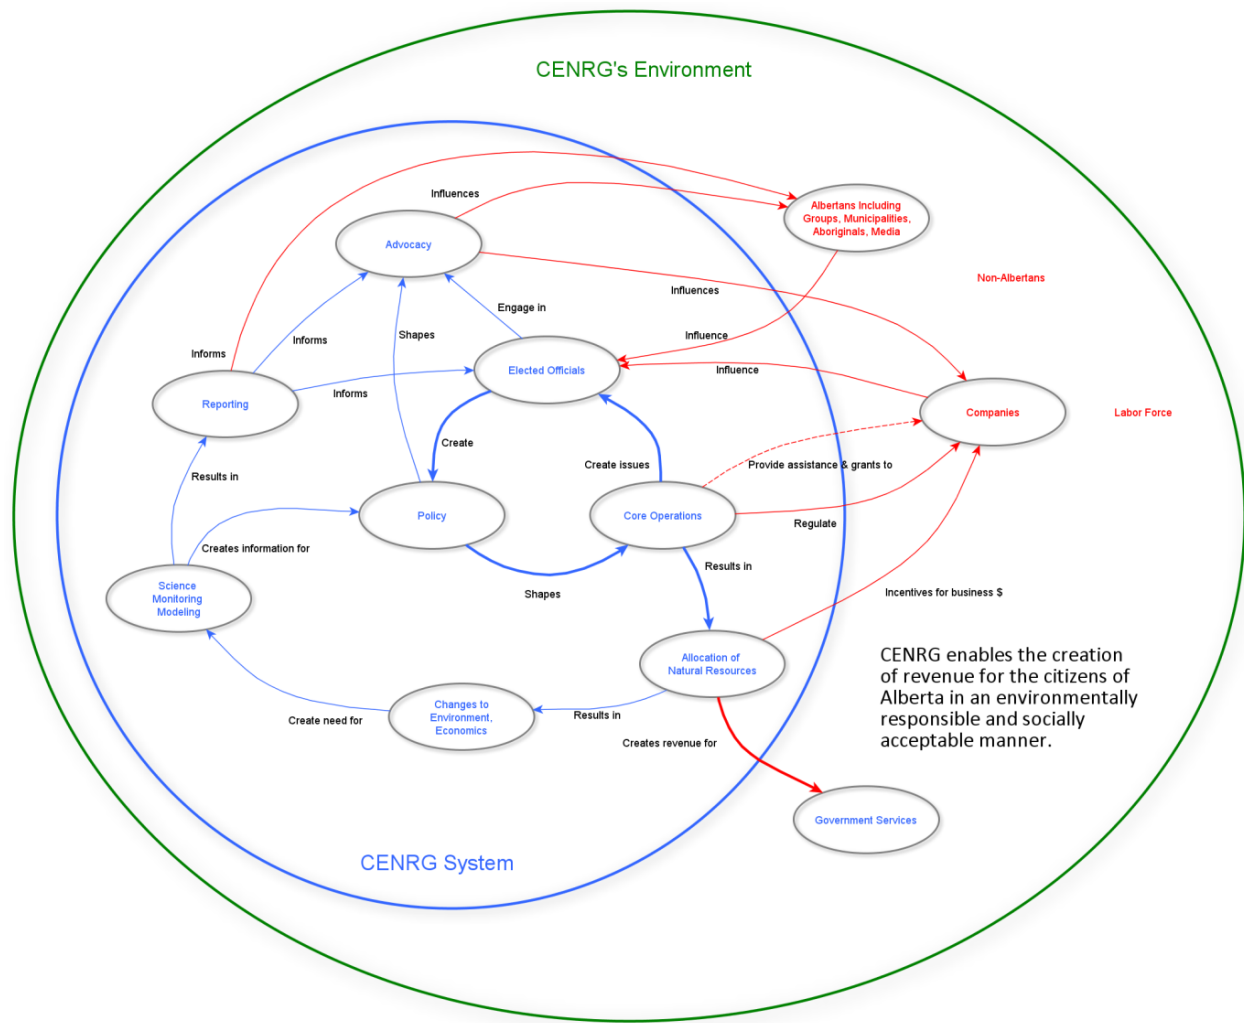 CENRG's Environment
Influences
Albertans Including
Groups, Municipalities,
Aboriginals, Media
Advocacy
Non-Albertans
Influences
Engage in
Shapes
Influence
Informs
Informs
Elected Officials
Influence
Informs
Reporting
Companies
Labor Force
Create
Create issues
Provide assistance & grants to
Results in
Policy
Core Operations
Regulate
Creates information for
Results in
Science
Monitoring
Modeling
Shapes
Incentives for business $
Allocation of
Natural Resources
CENRG enables the creation
of revenue for the citizens of
Alberta in an environmentally
responsible and socially
acceptable manner.
Changes to
Environment,
Economics
Create need for
Results in
Creates revenue for
Government Services
CENRG System